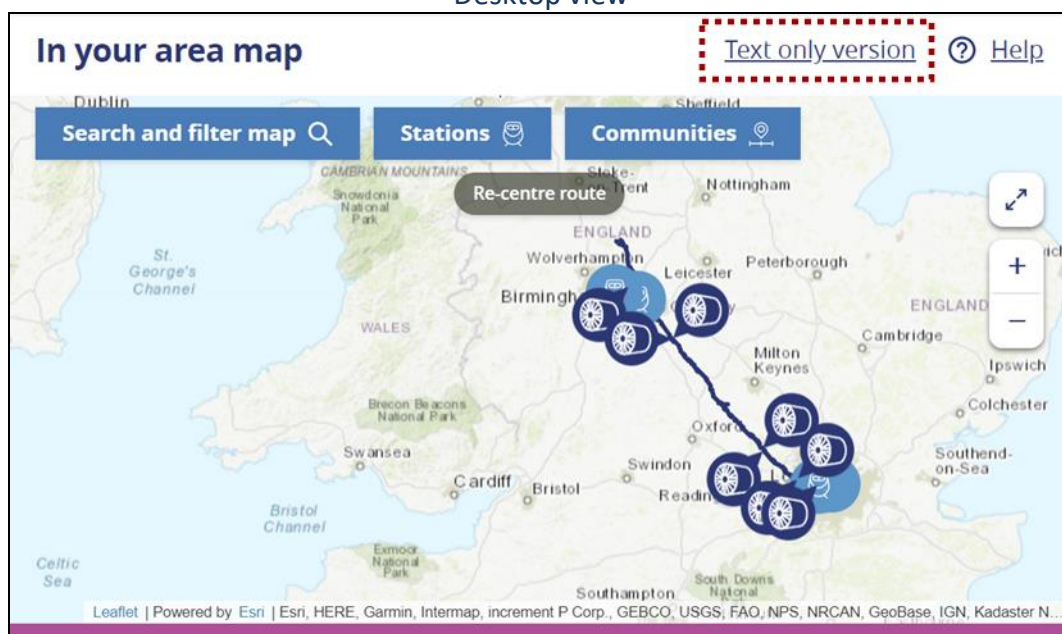 Desktop view
In your area map
Text only version
Help
Dublin
Sheffield
Search and filter map
Stations
Communities
CAMBRIAN MOUNTAINS
Stoke-
on-Trent
Snowdonia
National
Park
Re-centre route
Nottingham
ENGLAND
St.
George's
Channel
Wolverhampton
Leicester
Peterborough
ENGLAND
WALES
Cambridge
Milton
Keynes
Ipswich
Brecon Beacons
National Park
Colchester
Swansea
Swindon
Southend-
on-Sea
Cardiff
Bristol
Bristol
Channel
Celtic
Sea
Exmoor
National
Park
Southampton
South Downs
National
Leaflet | Powered by Esri | Esri, HERE, Garmin, Intermap, increment P Corp., GEBCO, USGS, FAO, NPS, NRCAN, GeoBase, IGN, Kadaster N...